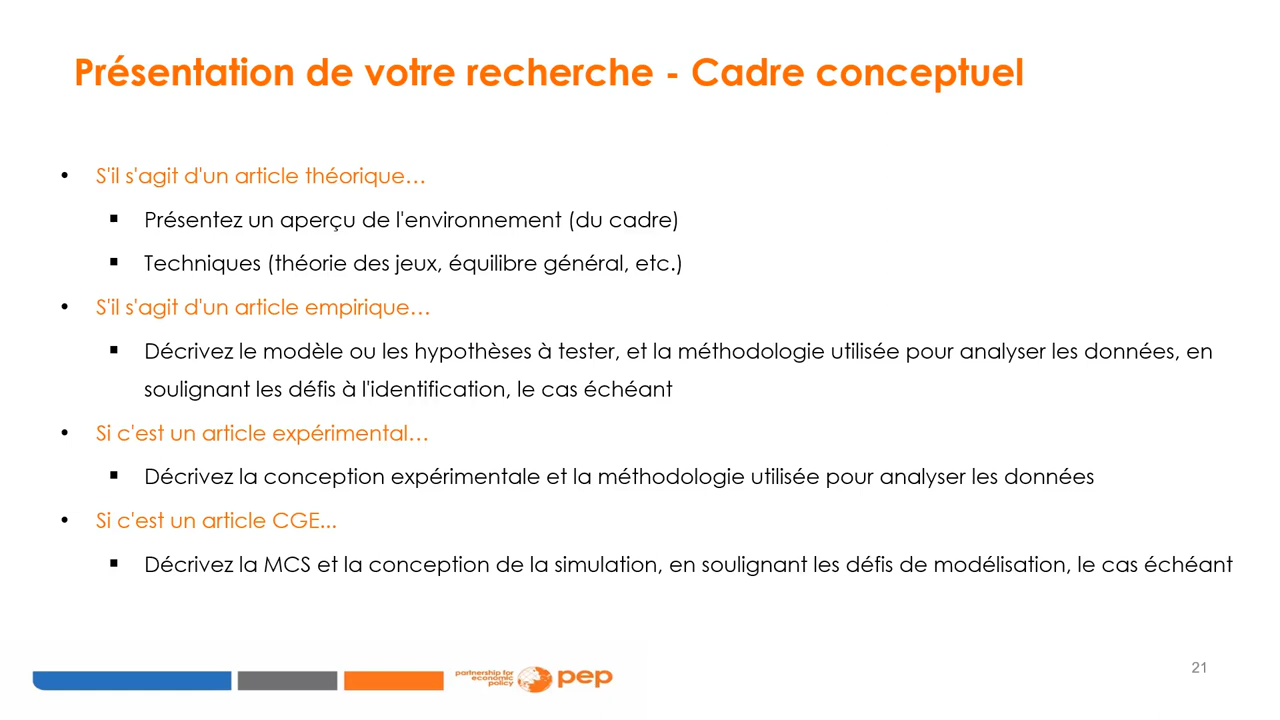 Présentation de votre recherche - Cadre conceptuel
• S'il s'agit d'un article théorique…
▪ Présentez un aperçu de l'environnement (du cadre)
▪ Techniques (théorie des jeux, équilibre général, etc.)
• S'il s'agit d'un article empirique…
▪ Décrivez le modèle ou les hypothèses à tester, et la méthodologie utilisée pour analyser les données, en
soulignant les défis à l'identification, le cas échéant
• Si c'est un article expérimental…
▪ Décrivez la conception expérimentale et la méthodologie utilisée pour analyser les données
• Si c'est un article CGE...
▪ Décrivez la MCS et la conception de la simulation, en soulignant les défis de modélisation, le cas échéant
partnership for
economic
policy
pep
21